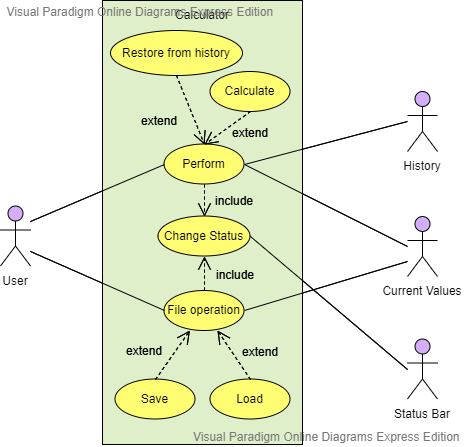 Visual Paradigm Online Diagrams Express Edition
Calculator
Restore from history
Calculate
extend
extend
Perform
History
include
User
Change Status
Current Values
include
File operation
extend
extend
Save
Load
Status Bar
Visual Paradigm Online Diagrams Express Edition